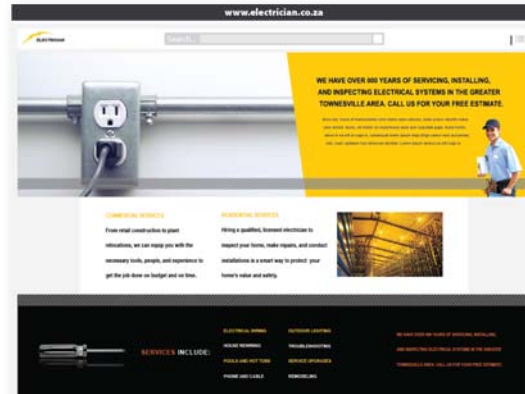 www.electrician.co.za
ELECTRICIAN
Search...
WE HAVE OVER 900 YEARS OF SERVICING, INSTALLING,
AND INSPECTING ELECTRICAL SYSTEMS IN THE GREATER
TOWNESVILLE AREA. CALL US FOR YOUR FREE ESTIMATE.
COMMERCIAL SERVICES
From retail construction to plant
relocations, we can equip you with the
necessary tools, people, and experience to
get the job done on budget and on time.
RESIDENTIAL SERVICES
Hiring a qualified, licensed electrician to
inspect your home, make repairs, and conduct
installations is a smart way to protect your
home's value and safety.
SERVICES INCLUDE:
ELECTRICAL WIRING
HOUSE REWIRING
POOLS AND HOT TUBS
PHONE AND CABLE
OUTDOOR LIGHTING
TROUBLESHOOTING
SERVICE UPGRADES
REMODELING
WE HAVE OVER 900 YEARS OF SERVICING, INSTALLING,
AND INSPECTING ELECTRICAL SYSTEMS IN THE GREATER
TOWNESVILLE AREA. CALL US FOR YOUR FREE ESTIMATE.